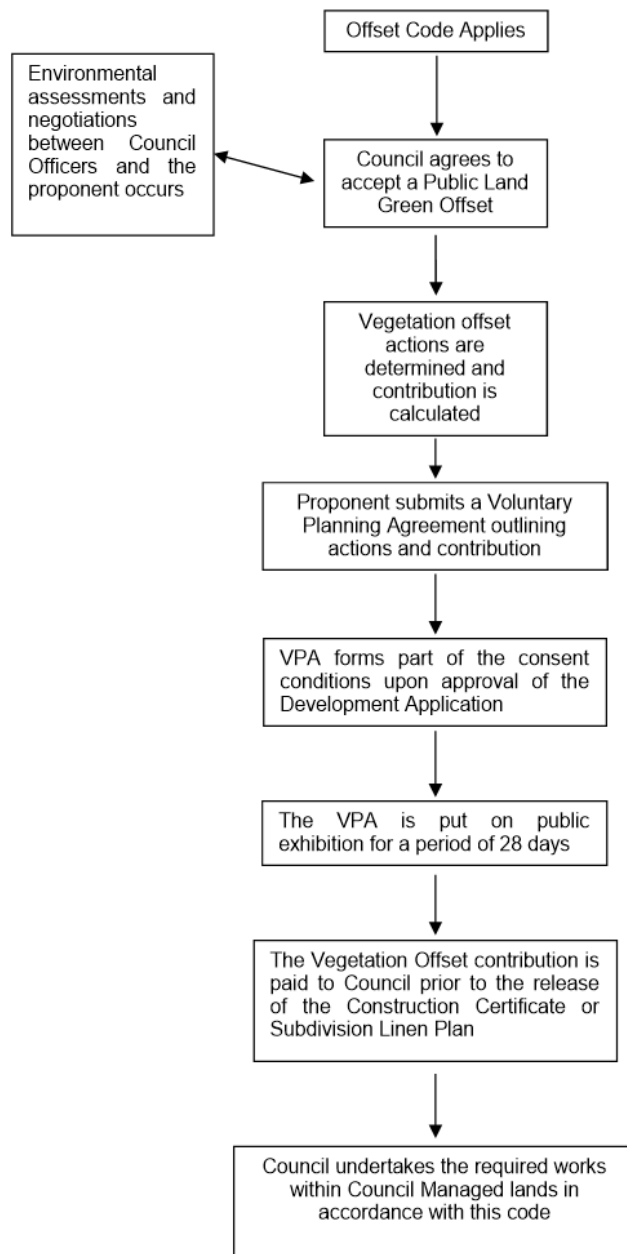 Offset Code Applies
Environmental
assessments and
negotiations
between Council
Officers and the
proponent occurs
Council agrees to
accept a Public Land
Green Offset
Vegetation offset
actions are
determined and
contribution is
calculated
Proponent submits a Voluntary
Planning Agreement outlining
actions and contribution
VPA forms part of the consent
conditions upon approval of the
Development Application
The VPA is put on public
exhibition for a period of 28 days
The Vegetation Offset contribution is
paid to Council prior to the release
of the Construction Certificate or
Subdivision Linen Plan
Council undertakes the required works
within Council Managed lands in
accordance with this code